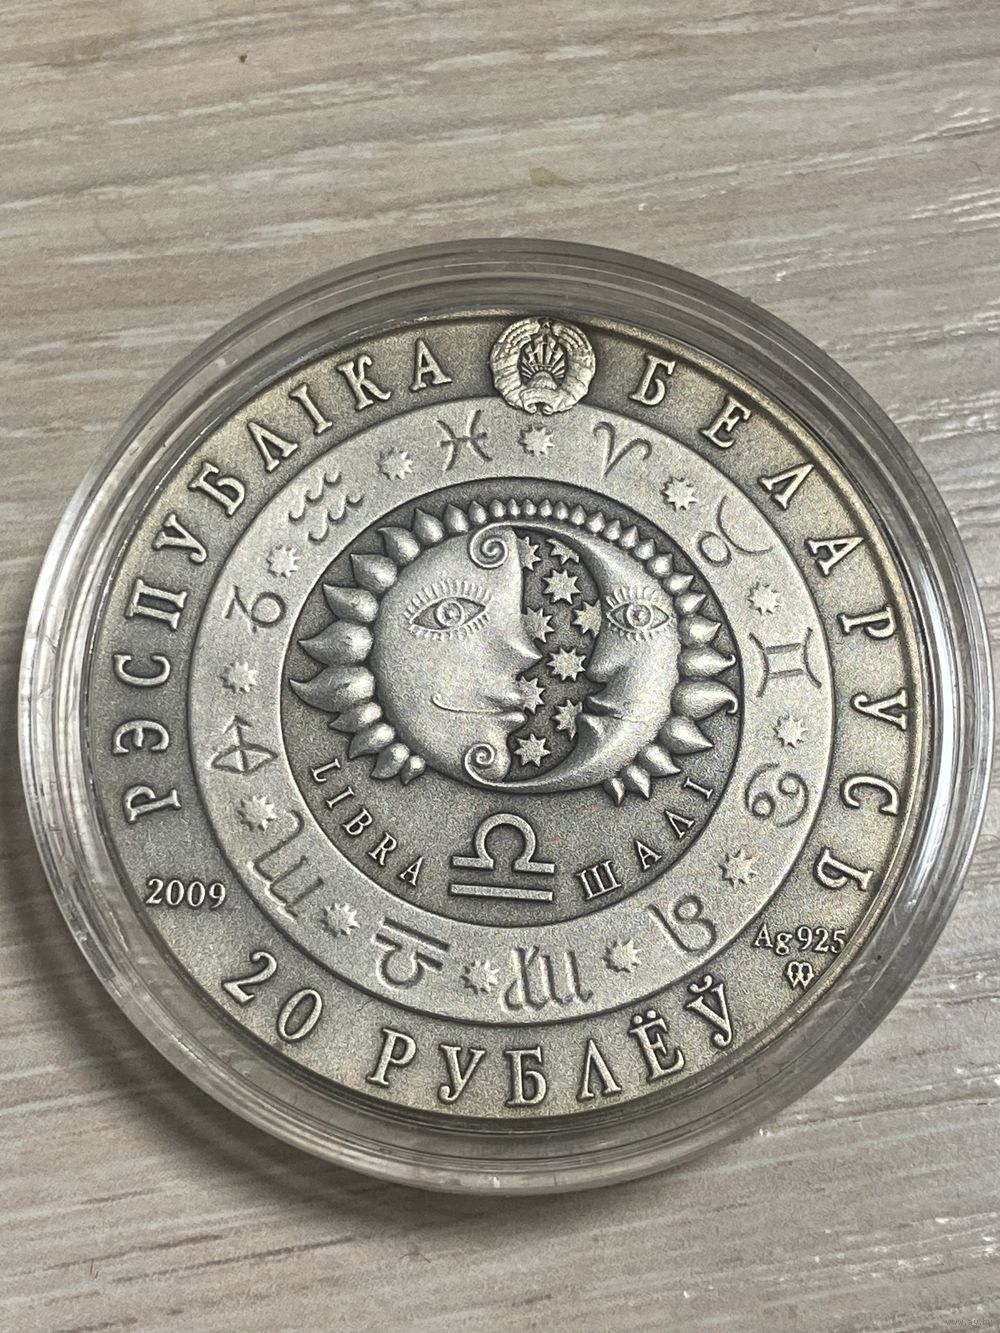 РЭСПУБЛІКА БЕЛАРУСЬ
LIBRA ШАЛІ
2009
Ag 925
20 РУБЛЁЎ